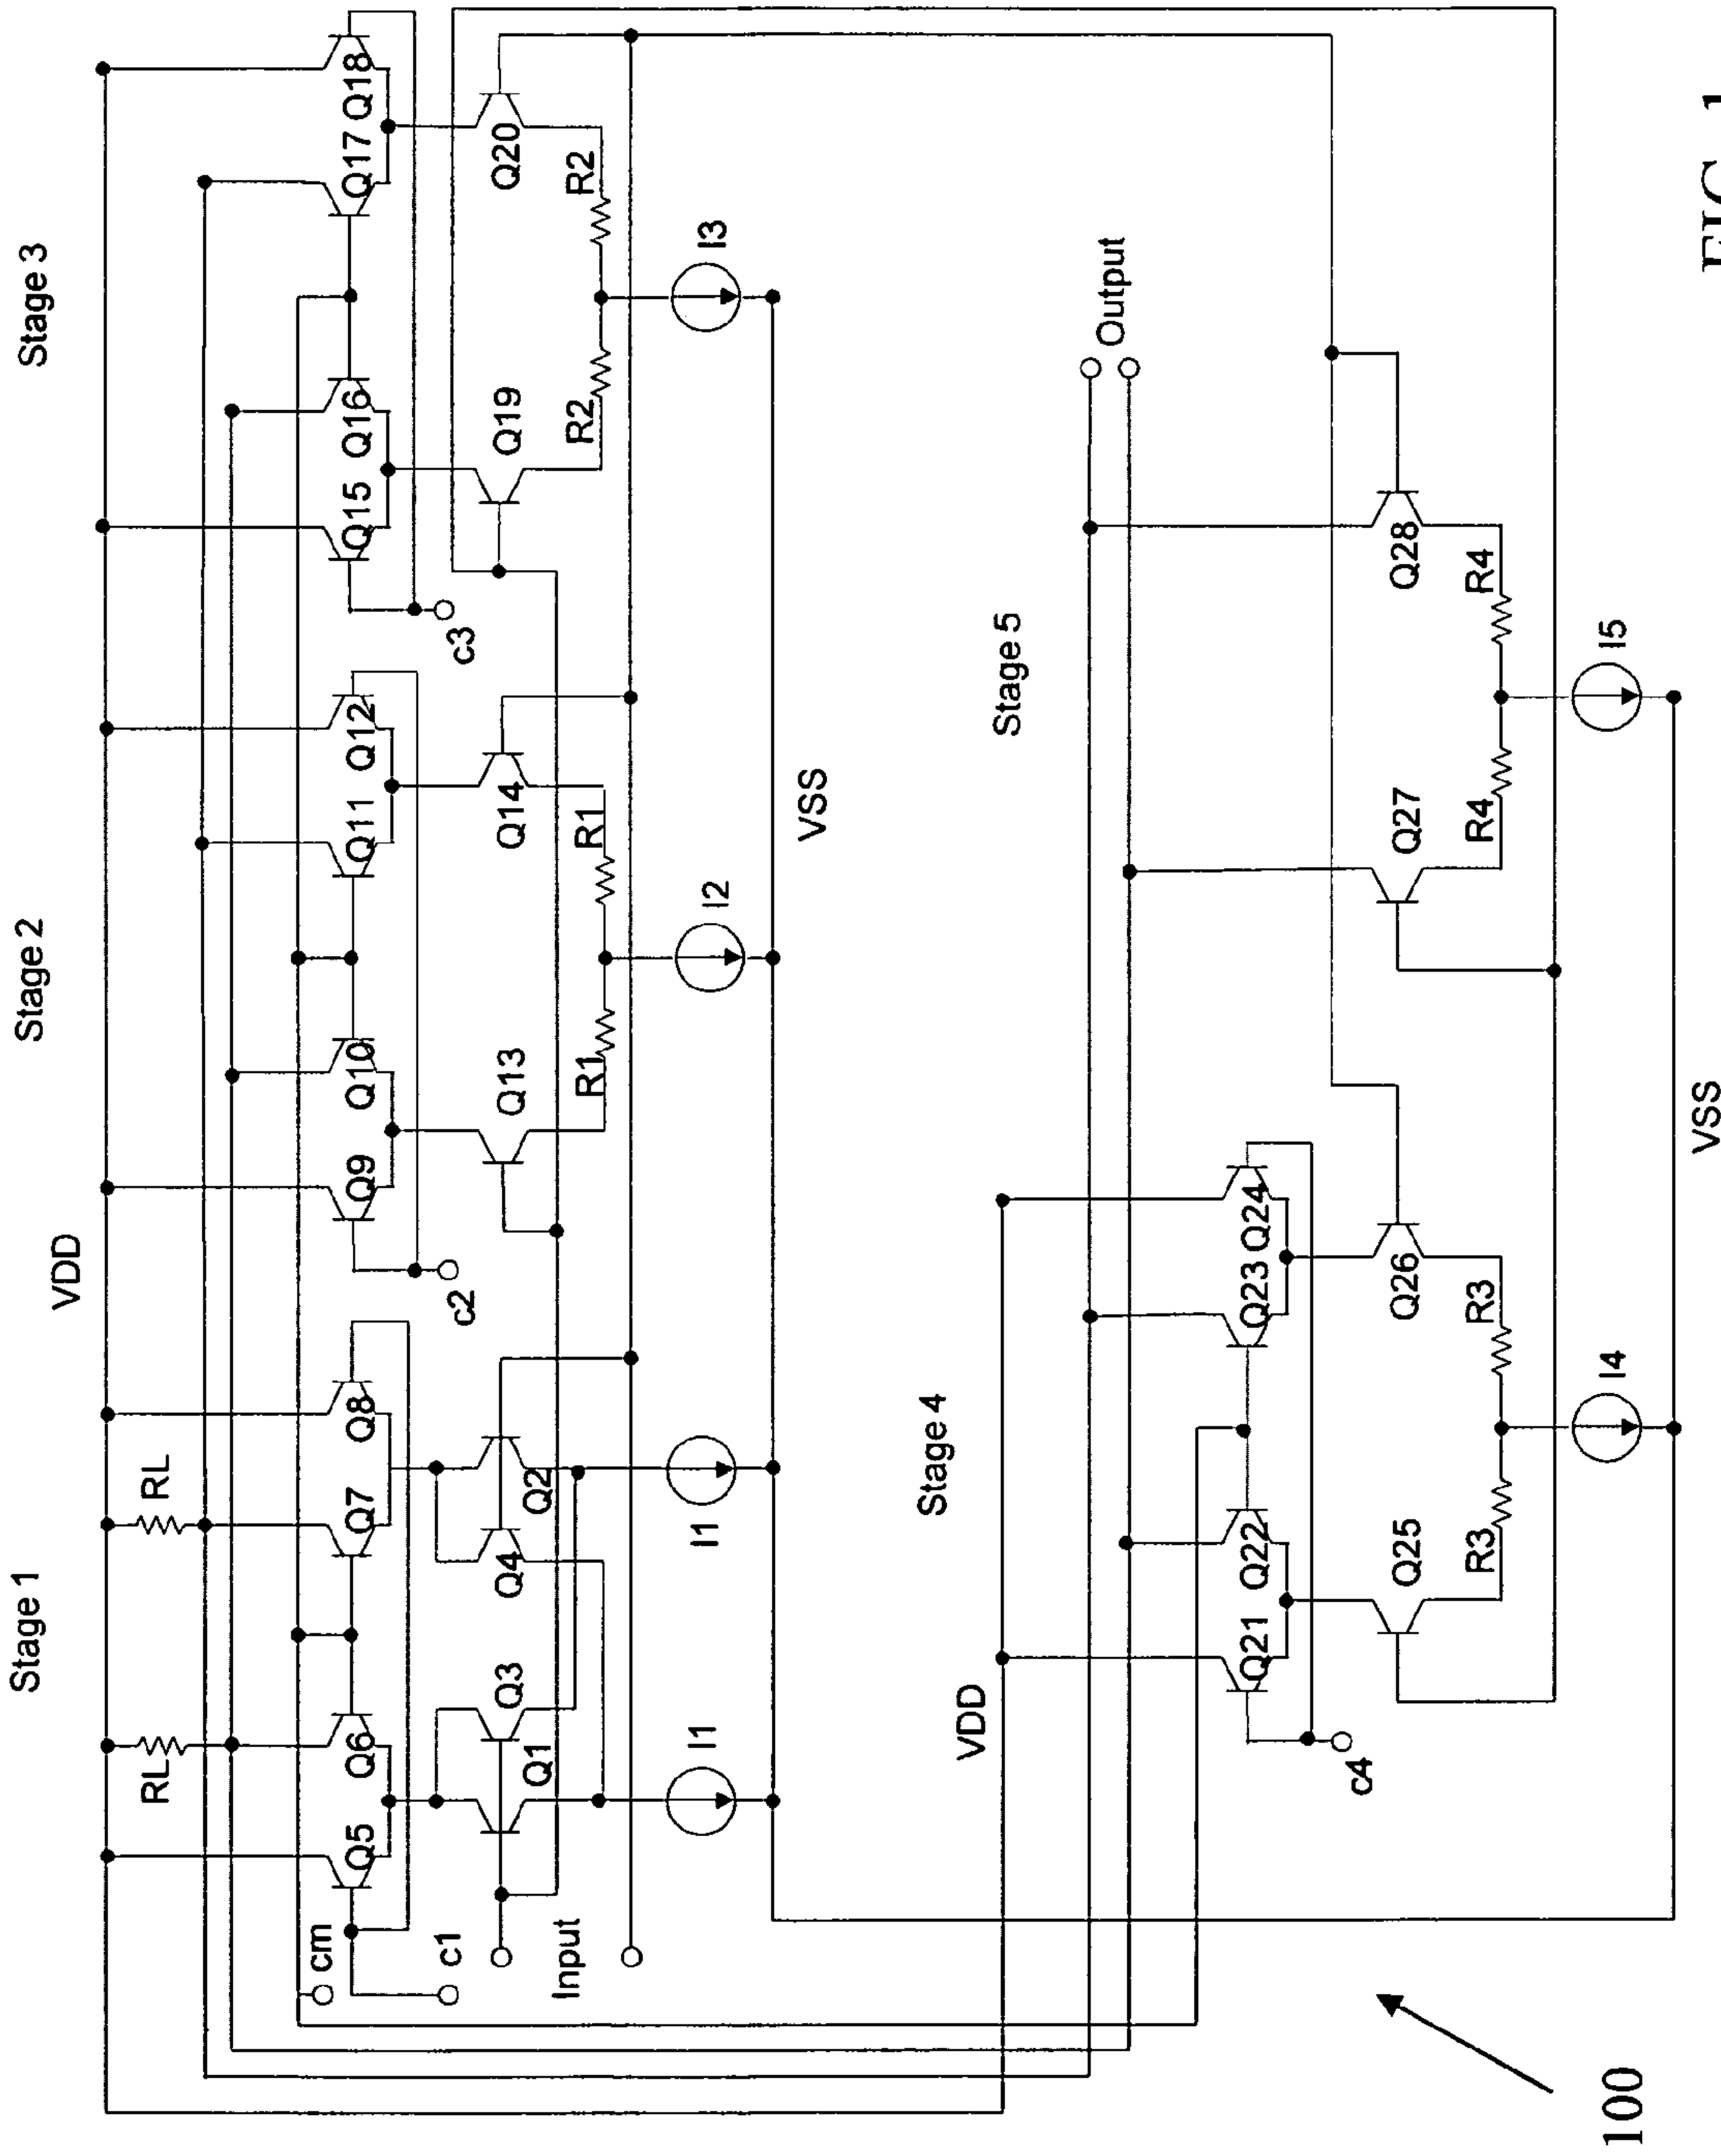 Stage 1
VDD
Stage 2
Stage 3
RL
RL
Q5
Q6
Q7
Q8
Q9
Q10
Q11
Q12
Q15
Q16
Q17
Q18
cm
c1
c2
c3
Input
Q1
Q3
Q4
Q2
Q13
Q14
Q19
Q20
R1
R1
R2
R2
I1
I1
I2
I3
VSS
VDD
Stage 4
Stage 5
Output
Q21
Q22
Q23
Q24
c4
Q25
Q26
Q27
Q28
R3
R3
R4
R4
I4
I5
VSS
100
FIG. 1